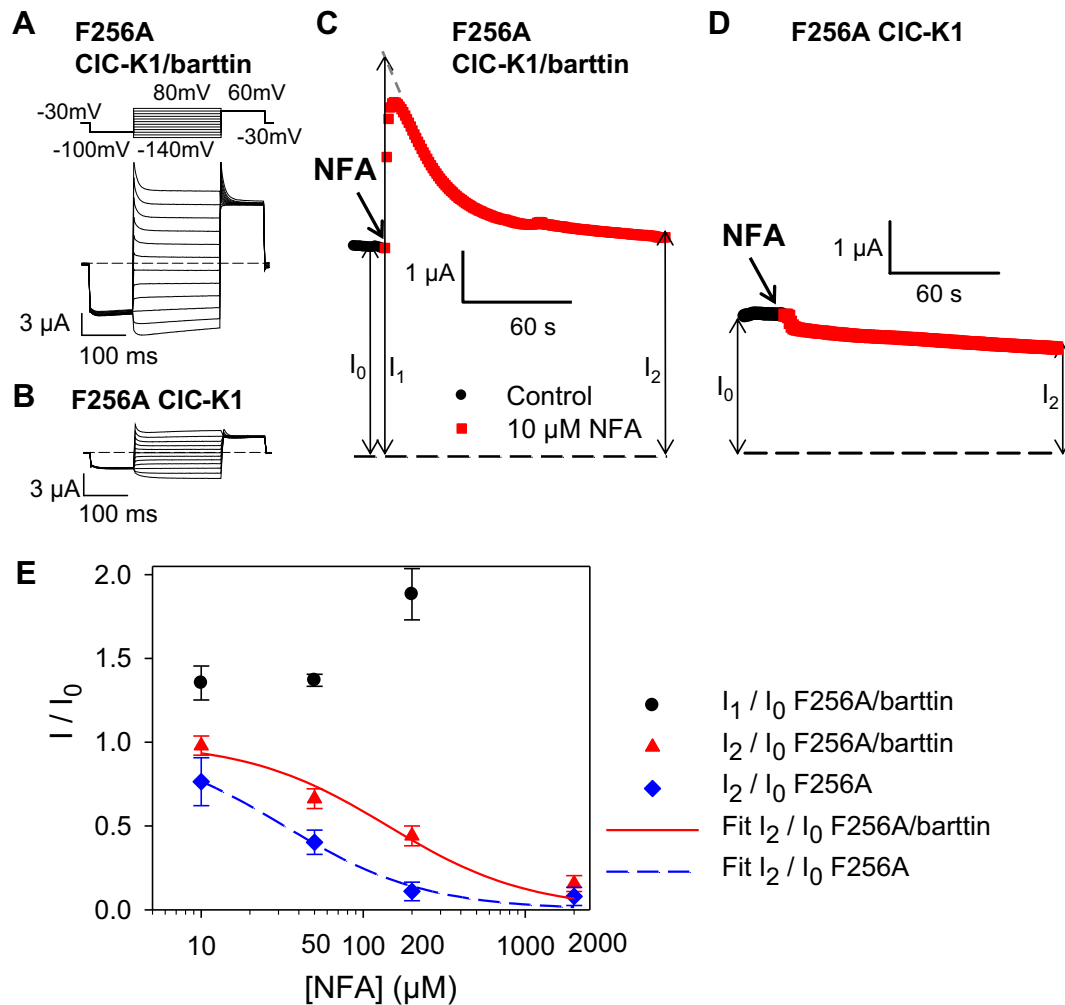 A
F256A
ClC-K1/barttin
80mV 60mV
-30mV
-30mV
-100mV -140mV
3 µA
100 ms
B
F256A ClC-K1
3 µA
100 ms
C
F256A
ClC-K1/barttin
NFA
1 µA
60 s
I0 I1 I2
Control
10 µM NFA
D
F256A ClC-K1
NFA
1 µA
60 s
I0 I2
E
2.0
1.5
1.0
0.5
0.0
I / I0
10 50 100 200 1000 2000
[NFA] (µM)
I1 / I0 F256A/barttin
I2 / I0 F256A/barttin
I2 / I0 F256A
Fit I2 / I0 F256A/barttin
Fit I2 / I0 F256A